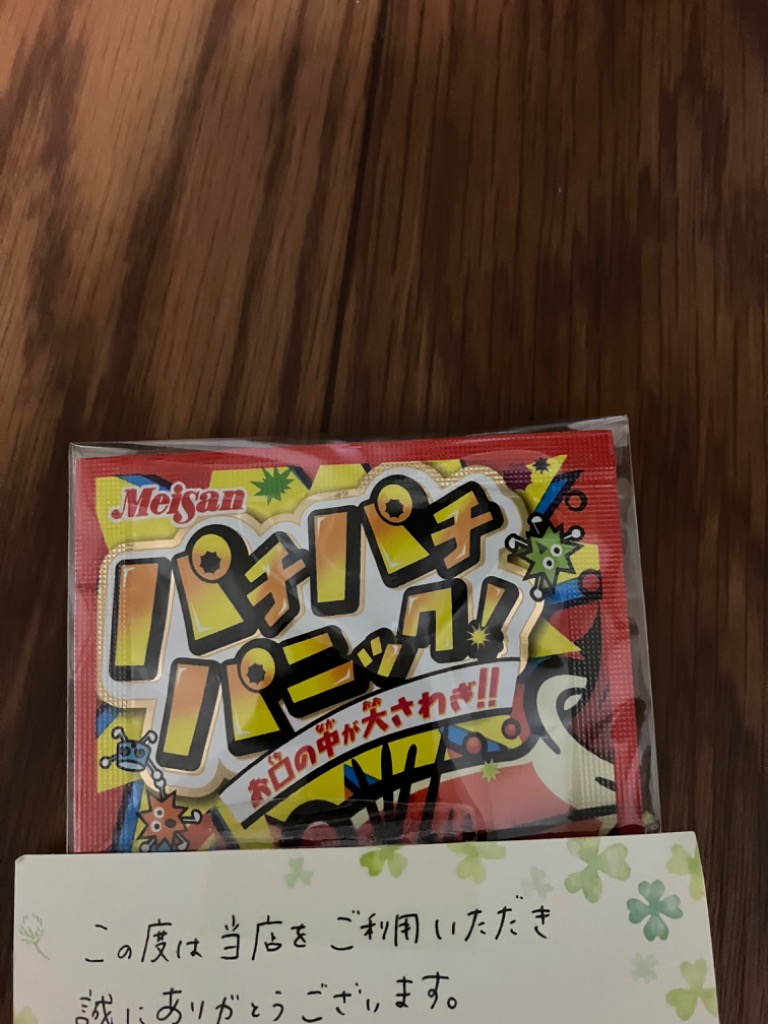 Meisan
パチパチ
パニック!
お口の中が大さわぎ!!
この度は当店をご利用いただき
誠にありがとうございます。